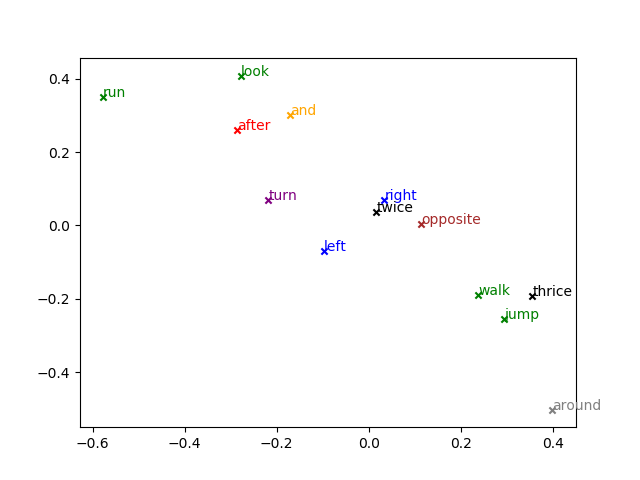 look
0.4
run
after
and
0.2
turn
right
twice
opposite
0.0
left
walk
thrice
−0.2
jump
−0.4
around
−0.6 −0.4 −0.2 0.0 0.2 0.4